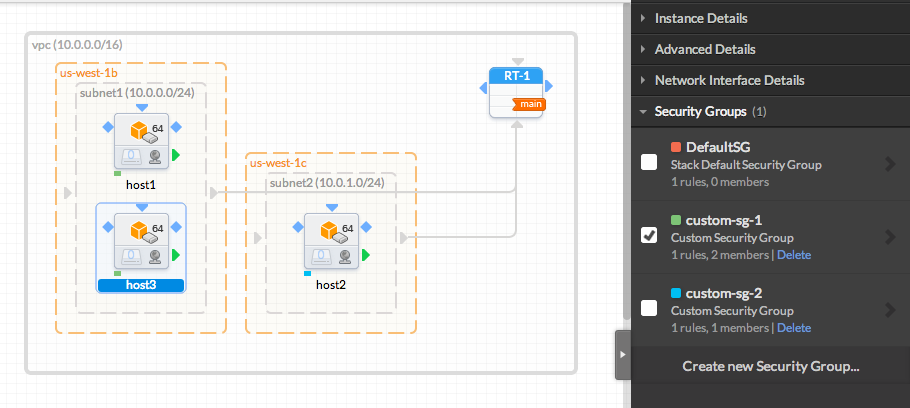 vpc (10.0.0.0/16)
us-west-1b
subnet1 (10.0.0.0/24)
64
host1
64
host3
us-west-1c
subnet2 (10.0.1.0/24)
64
host2
RT-1
main
Instance Details
Advanced Details
Network Interface Details
Security Groups (1)
DefaultSG
Stack Default Security Group
1 rules, 0 members
custom-sg-1
Custom Security Group
1 rules, 2 members | Delete
custom-sg-2
Custom Security Group
1 rules, 1 members | Delete
Create new Security Group...